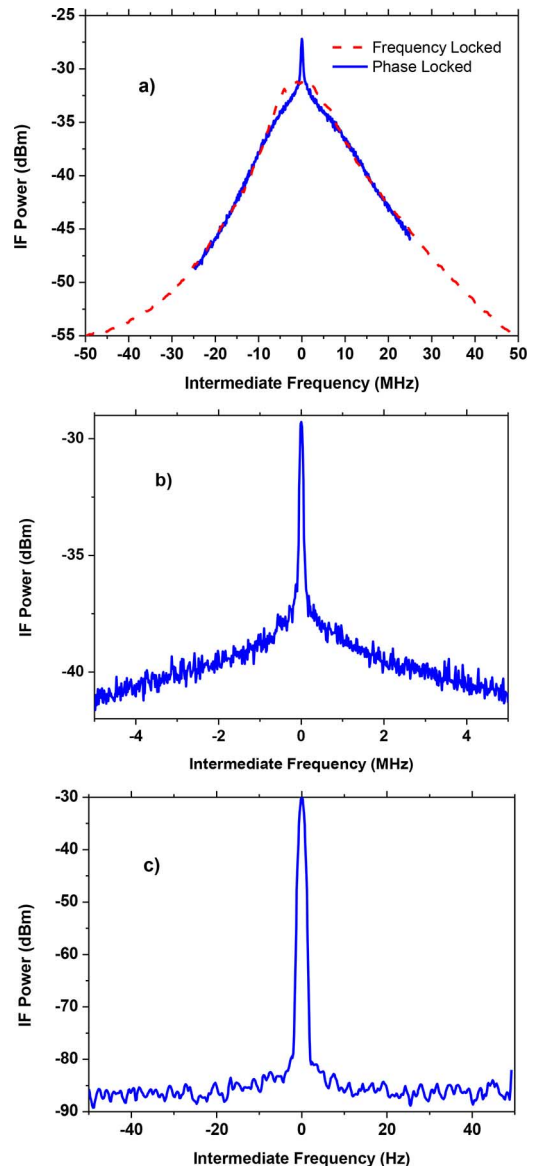 -25
-30
-35
-40
-45
-50
-55
IF Power (dBm)
a)
Frequency Locked
Phase Locked
-50 -40 -30 -20 -10 0 10 20 30 40 50
Intermediate Frequency (MHz)
-30
-35
-40
IF Power (dBm)
b)
-4 -2 0 2 4
Intermediate Frequency (MHz)
-30
-40
-50
-60
-70
-80
-90
IF Power (dBm)
c)
-40 -20 0 20 40
Intermediate Frequency (Hz)